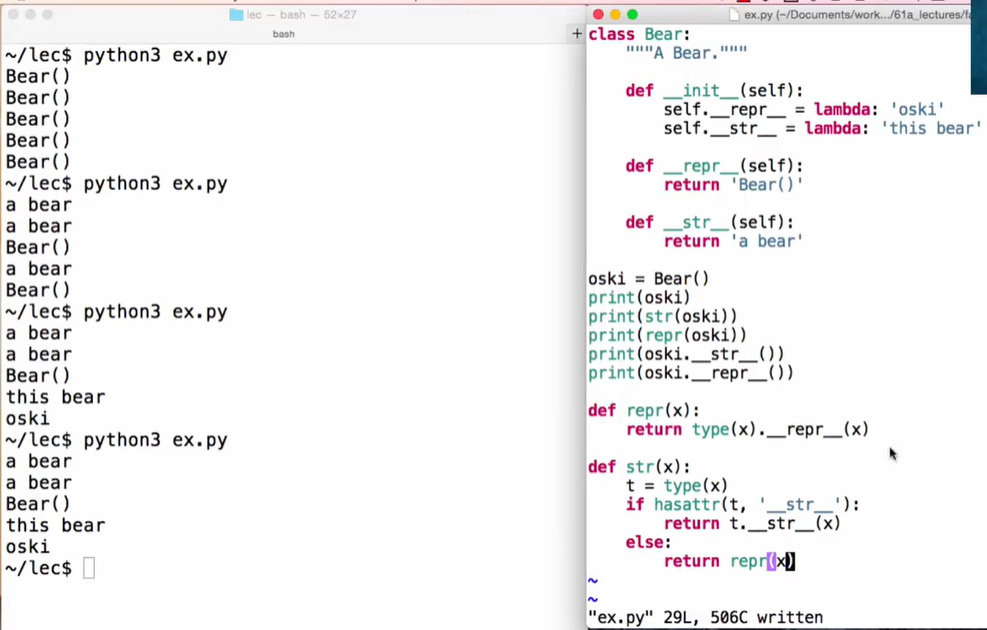 lec — bash — 52×27
bash
+
~/lec$ python3 ex.py
Bear()
Bear()
Bear()
Bear()
Bear()
~/lec$ python3 ex.py
a bear
a bear
Bear()
a bear
Bear()
~/lec$ python3 ex.py
a bear
a bear
Bear()
this bear
oski
~/lec$ python3 ex.py
a bear
a bear
Bear()
this bear
oski
~/lec$
ex.py (~/Documents/work.../61a_lectures/fa
class Bear:
    """A Bear."""

    def __init__(self):
        self.__repr__ = lambda: 'oski'
        self.__str__ = lambda: 'this bear'

    def __repr__(self):
        return 'Bear()'

    def __str__(self):
        return 'a bear'

oski = Bear()
print(oski)
print(str(oski))
print(repr(oski))
print(oski.__str__())
print(oski.__repr__())

def repr(x):
    return type(x).__repr__(x)

def str(x):
    t = type(x)
    if hasattr(t, '__str__'):
        return t.__str__(x)
    else:
        return repr(x)
~
~
"ex.py" 29L, 506C written